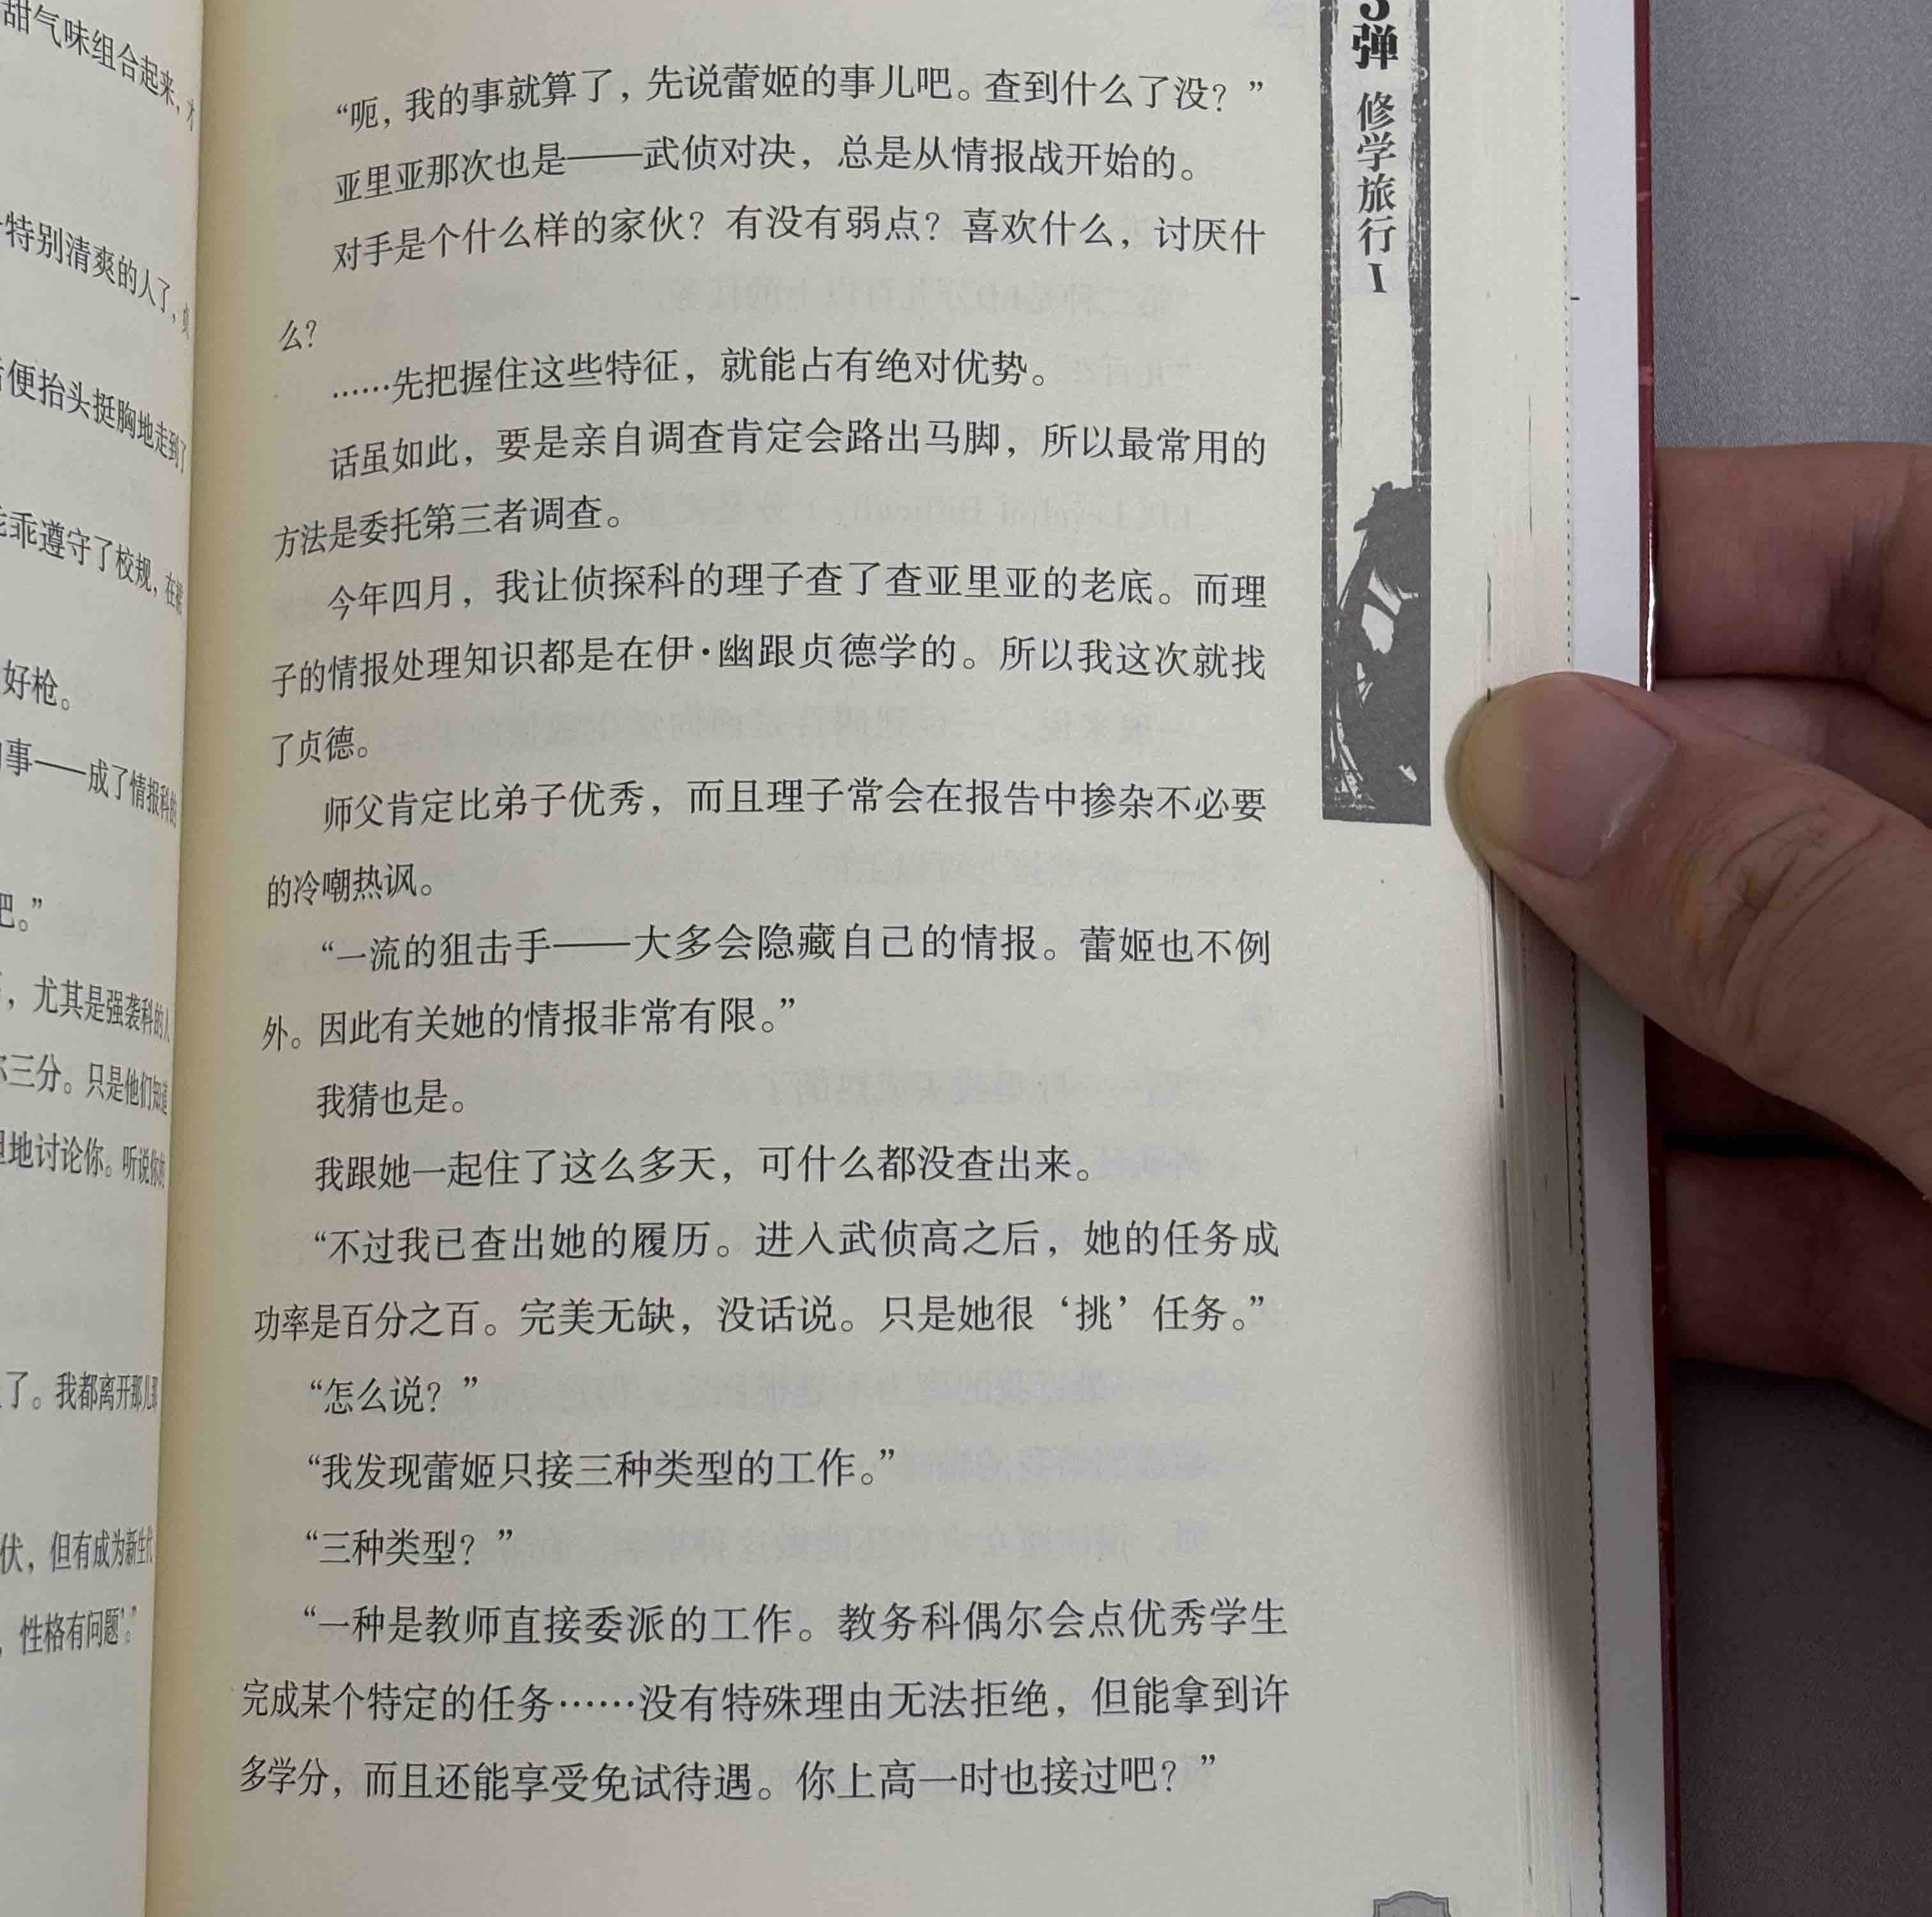 甜气味组合起来，才
特别清爽的人了，贞
便抬头挺胸地走到了
乖遵守了校规，在裙
好枪。
事——成了情报科的
吧。”
，尤其是强袭科的人
三分。只是他们知道
地讨论你。听说你的
了。我都离开那儿那
伏，但有成为新生代
，性格有问题’。”
“呃，我的事就算了，先说蕾姬的事儿吧。查到什么了没？”
亚里亚那次也是——武侦对决，总是从情报战开始的。
对手是个什么样的家伙？有没有弱点？喜欢什么，讨厌什
么？
……先把握住这些特征，就能占有绝对优势。
话虽如此，要是亲自调查肯定会路出马脚，所以最常用的
方法是委托第三者调查。
今年四月，我让侦探科的理子查了查亚里亚的老底。而理
子的情报处理知识都是在伊·幽跟贞德学的。所以我这次就找
了贞德。
师父肯定比弟子优秀，而且理子常会在报告中掺杂不必要
的冷嘲热讽。
“一流的狙击手——大多会隐藏自己的情报。蕾姬也不例
外。因此有关她的情报非常有限。”
我猜也是。
我跟她一起住了这么多天，可什么都没查出来。
“不过我已查出她的履历。进入武侦高之后，她的任务成
功率是百分之百。完美无缺，没话说。只是她很‘挑’任务。”
“怎么说？”
“我发现蕾姬只接三种类型的工作。”
“三种类型？”
“一种是教师直接委派的工作。教务科偶尔会点优秀学生
完成某个特定的任务……没有特殊理由无法拒绝，但能拿到许
多学分，而且还能享受免试待遇。你上高一时也接过吧？”
弹 修学旅行Ⅰ